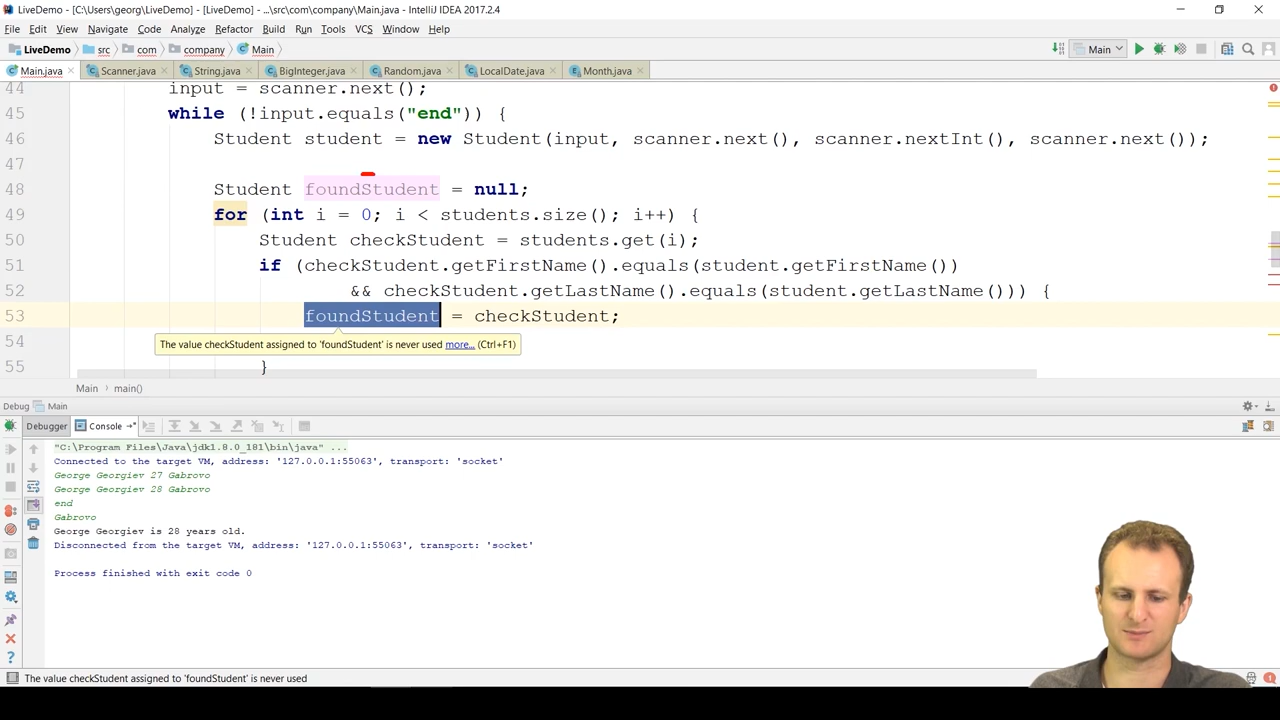 LiveDemo - [C:\Users\georg\LiveDemo] - [LiveDemo] - ...\src\com\company\Main.java - IntelliJ IDEA 2017.2.4
File Edit View Navigate Code Analyze Refactor Build Run Tools VCS Window Help
LiveDemo src com company Main Main
Main.java Scanner.java String.java BigInteger.java Random.java LocalDate.java Month.java
44 input = scanner.next();
45 while (!input.equals("end")) {
46 Student student = new Student(input, scanner.next(), scanner.nextInt(), scanner.next());
47
48 Student foundStudent = null;
49 for (int i = 0; i < students.size(); i++) {
50 Student checkStudent = students.get(i);
51 if (checkStudent.getFirstName().equals(student.getFirstName())
52 && checkStudent.getLastName().equals(student.getLastName())) {
53 foundStudent = checkStudent;
54 The value checkStudent assigned to 'foundStudent' is never used more... (Ctrl+F1)
55 }
Main main()
Debug Main
Debugger Console
"C:\Program Files\Java\jdk1.8.0_181\bin\java" ...
Connected to the target VM, address: '127.0.0.1:55063', transport: 'socket'
George Georgiev 27 Gabrovo
George Georgiev 28 Gabrovo
end
Gabrovo
George Georgiev is 28 years old.
Disconnected from the target VM, address: '127.0.0.1:55063', transport: 'socket'
Process finished with exit code 0
The value checkStudent assigned to 'foundStudent' is never used